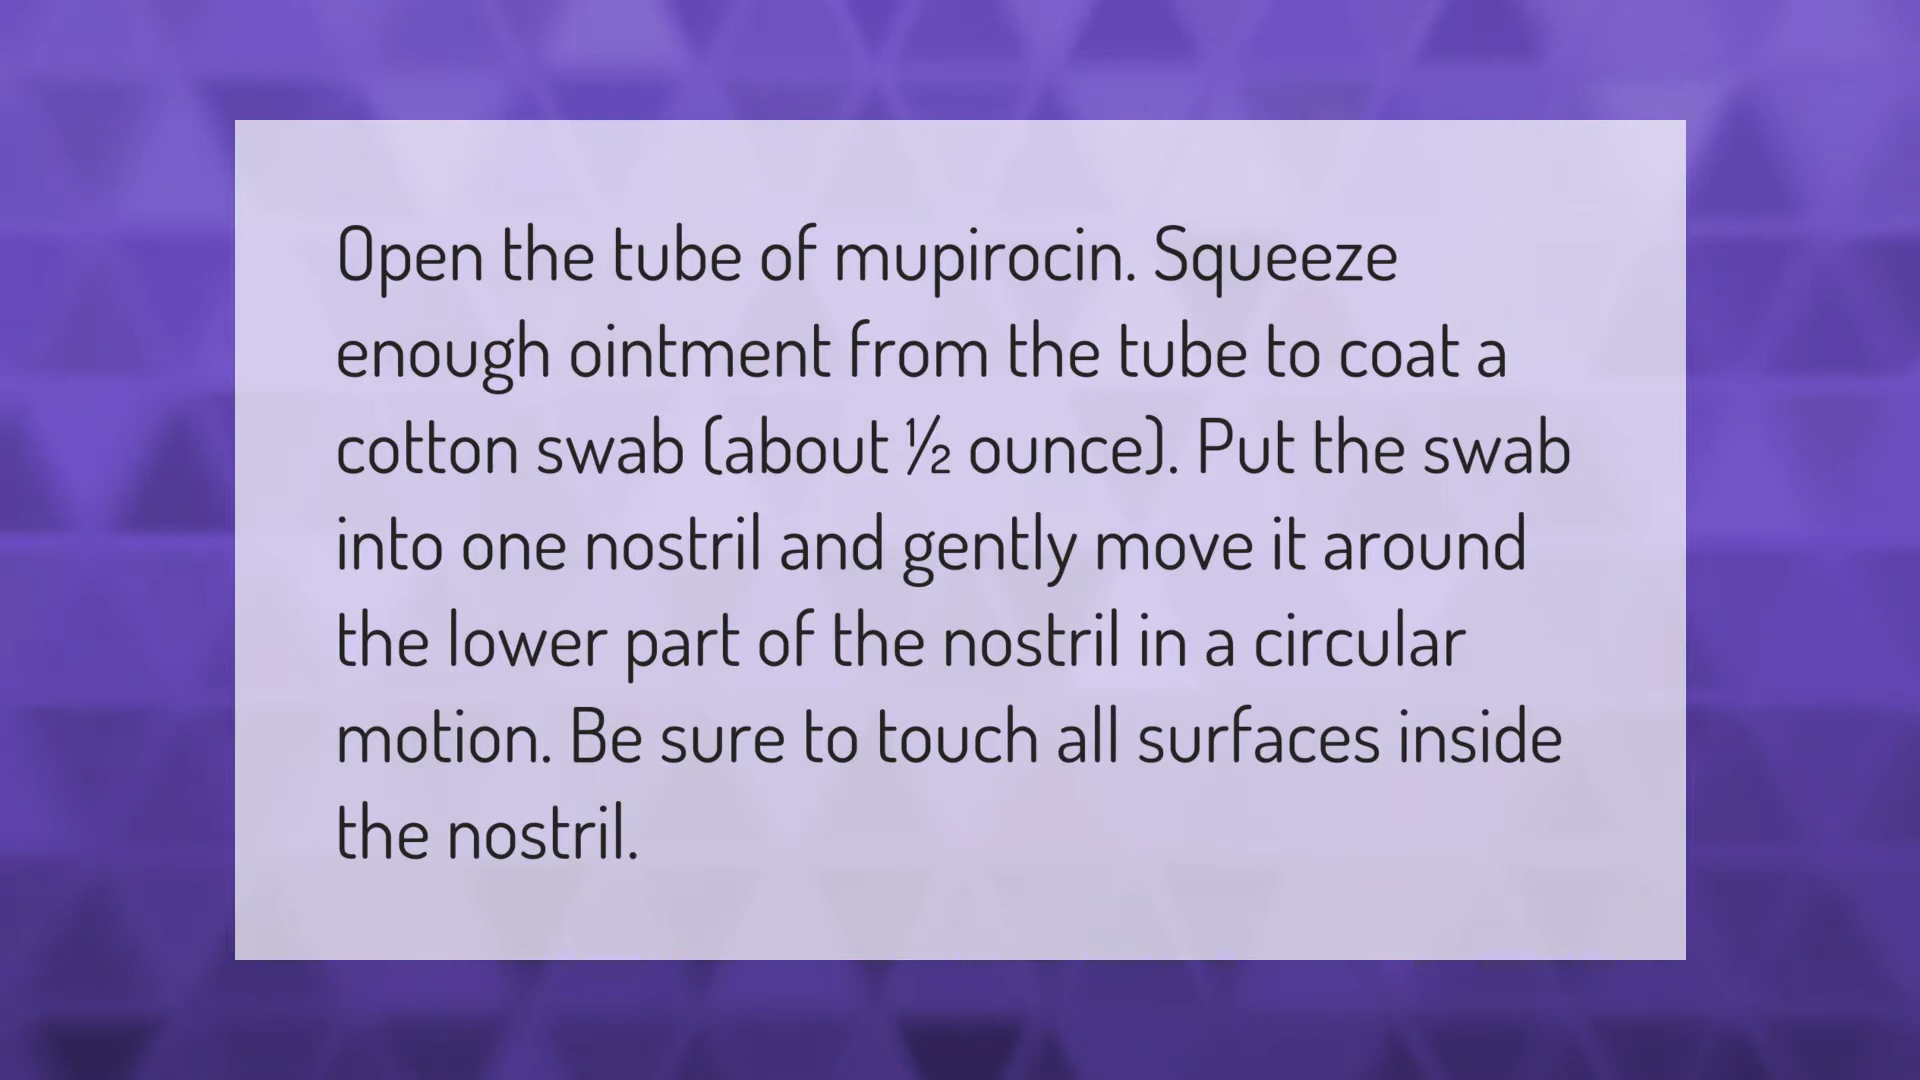 Open the tube of mupirocin. Squeeze
enough ointment from the tube to coat a
cotton swab (about ½ ounce). Put the swab
into one nostril and gently move it around
the lower part of the nostril in a circular
motion. Be sure to touch all surfaces inside
the nostril.